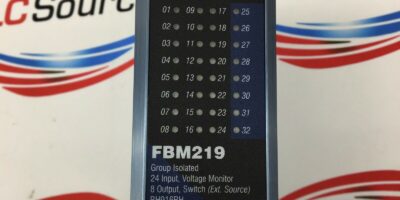 LCSource
01 09 17 25
02 10 18 26
03 11 19 27
04 12 20 28
05 13 21 29
06 14 22 30
07 15 23 31
08 16 24 32
FBM219
Group Isolated
24 Input, Voltage Monitor
8 Output, Switch (Ext. Source)